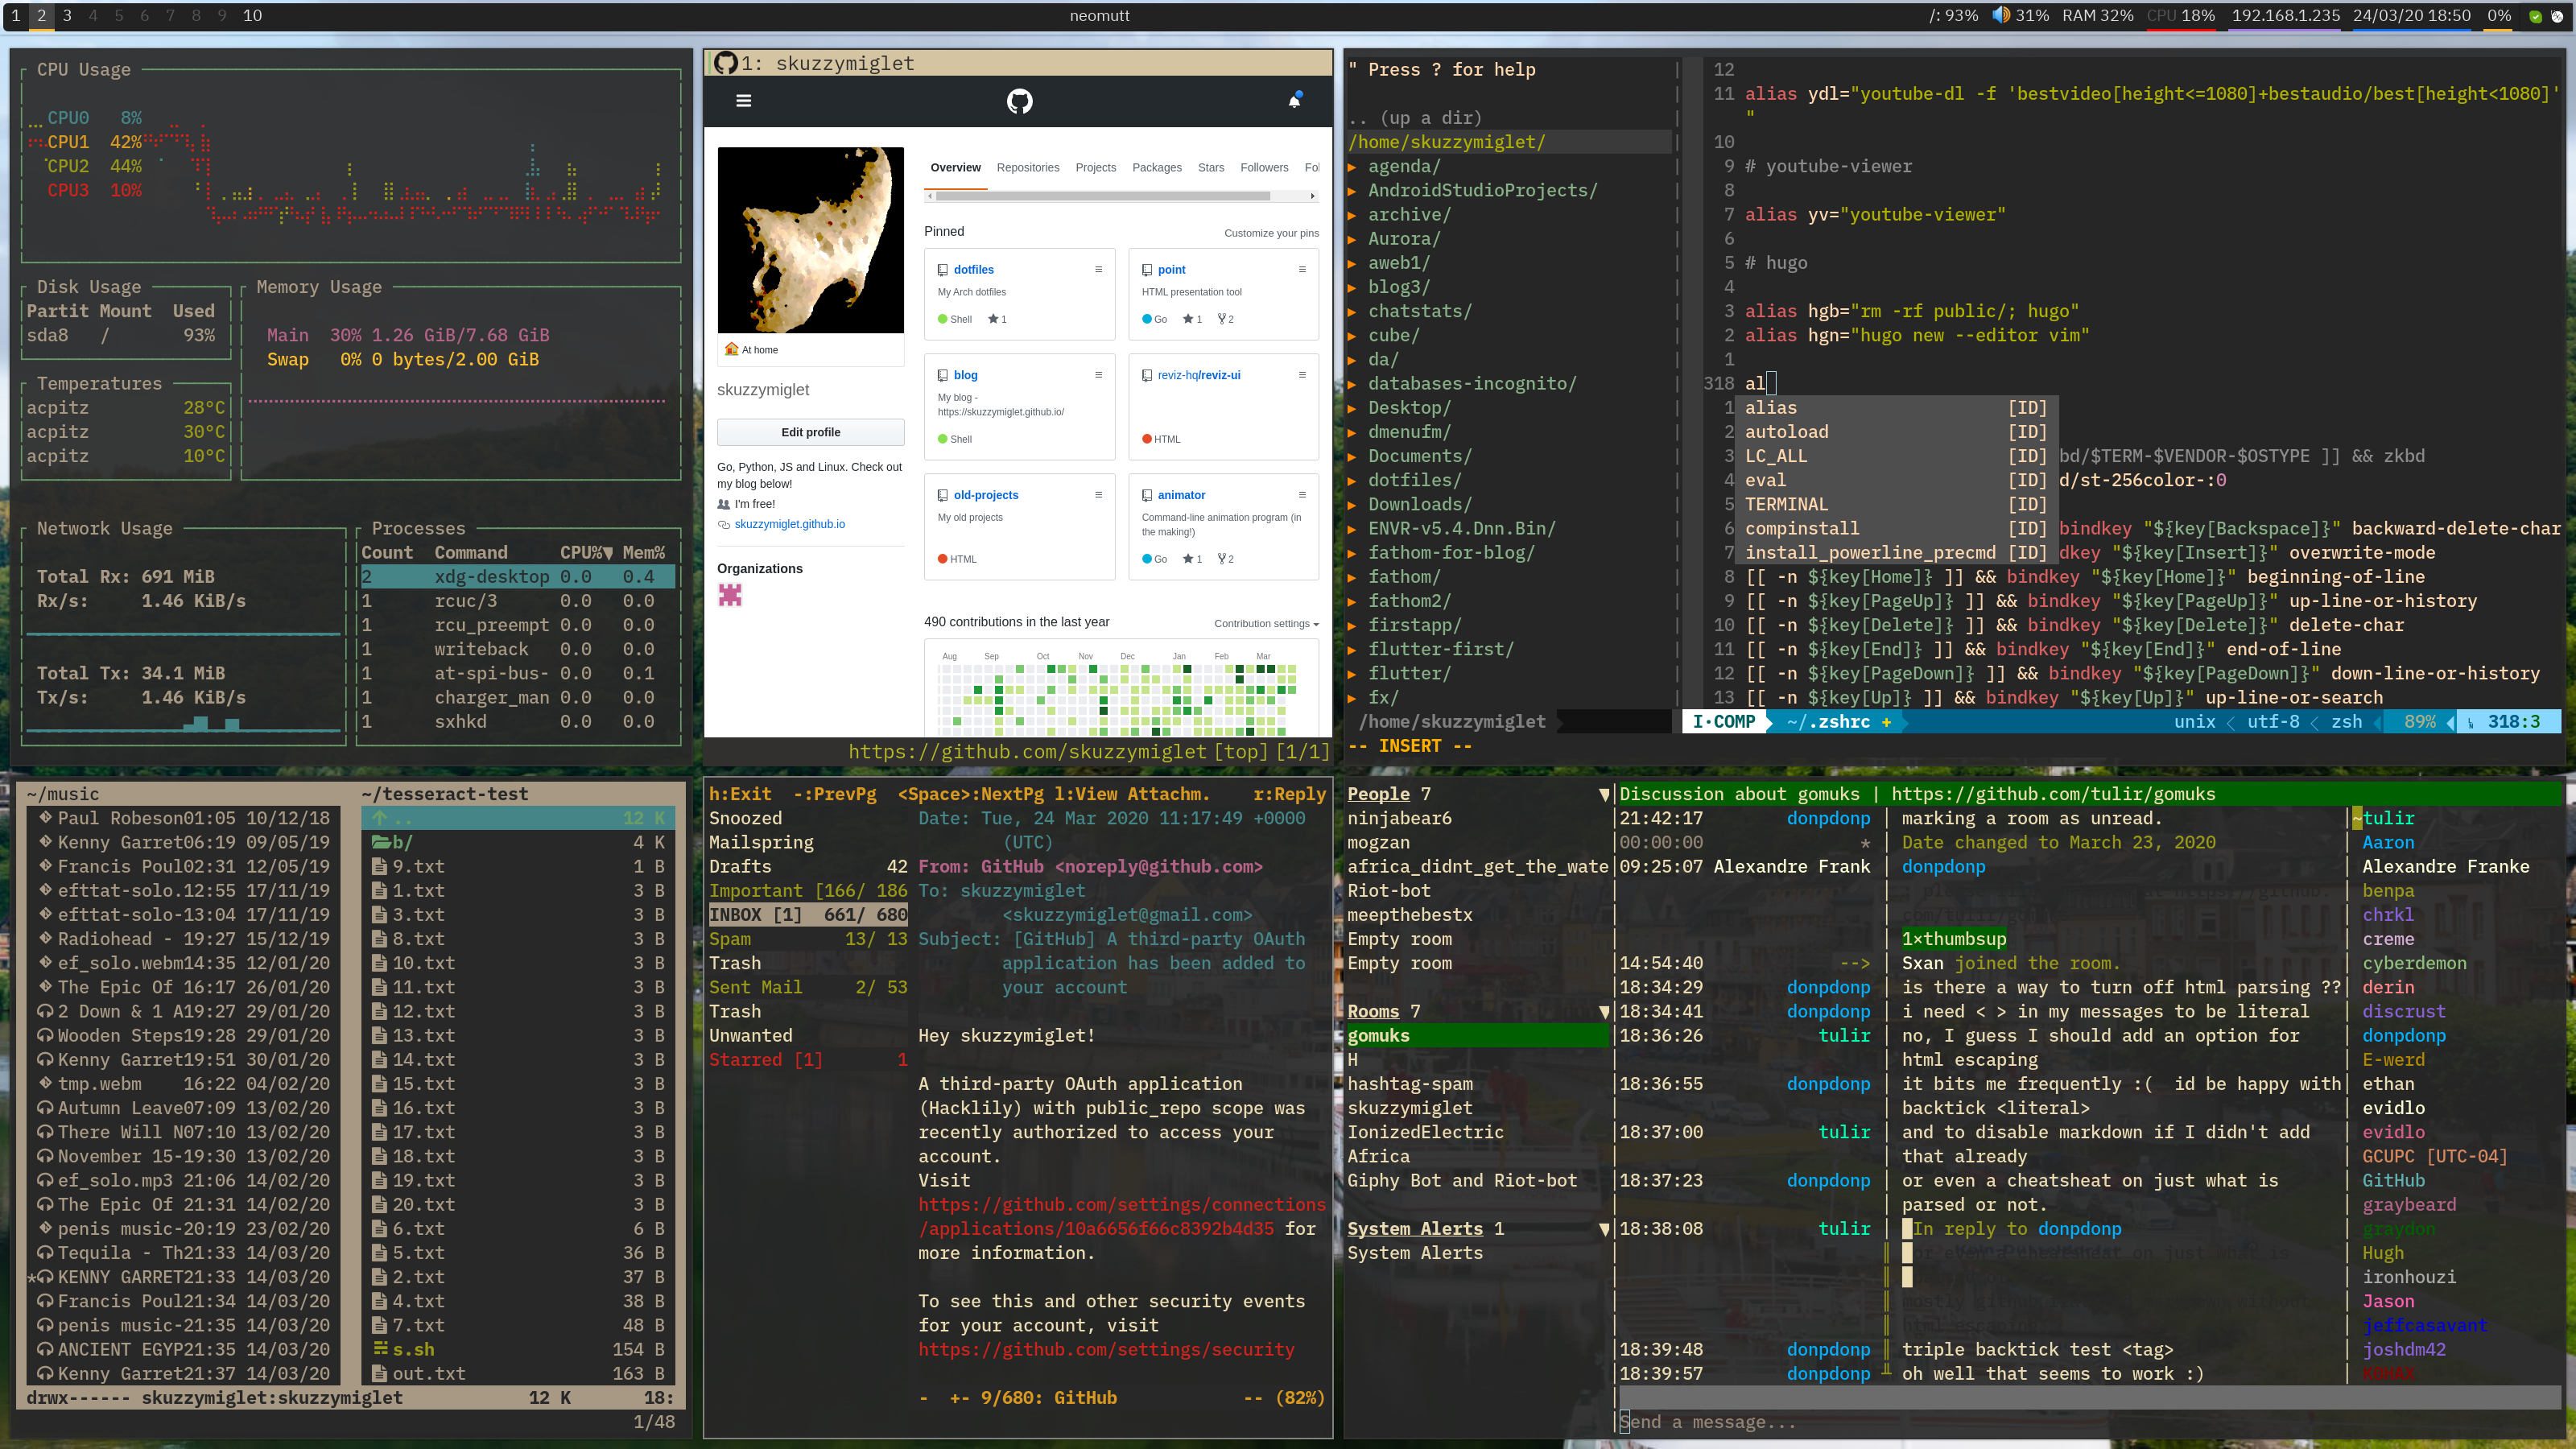 1 2 3 4 5 6 7 8 9 10
neomutt
/: 93% 31% RAM 32% CPU 18% 192.168.1.235 24/03/20 18:50 0%
CPU Usage
CPU0 8%
CPU1 42%
CPU2 44%
CPU3 10%
Disk Usage
Partit Mount Used
sda8 / 93%
Memory Usage
Main 30% 1.26 GiB/7.68 GiB
Swap 0% 0 bytes/2.00 GiB
Temperatures
acpitz 28°C
acpitz 30°C
acpitz 10°C
Network Usage
Total Rx: 691 MiB
Rx/s: 1.46 KiB/s
Total Tx: 34.1 MiB
Tx/s: 1.46 KiB/s
Processes
Count Command CPU%▼ Mem%
2 xdg-desktop 0.0 0.4
1 rcuc/3 0.0 0.0
1 rcu_preempt 0.0 0.0
1 writeback 0.0 0.0
1 at-spi-bus- 0.0 0.1
1 charger_man 0.0 0.0
1 sxhkd 0.0 0.0
1: skuzzymiglet
Overview Repositories Projects Packages Stars Followers Fol
Pinned
Customize your pins
dotfiles
My Arch dotfiles
Shell 1
point
HTML presentation tool
Go 1 2
blog
My blog -
https://skuzzymiglet.github.io/
Shell
reviz-hq/reviz-ui
HTML
old-projects
My old projects
HTML
animator
Command-line animation program (in
the making!)
Go 1 2
At home
skuzzymiglet
Edit profile
Go, Python, JS and Linux. Check out
my blog below!
I'm free!
skuzzymiglet.github.io
Organizations
490 contributions in the last year
Contribution settings
Aug Sep Oct Nov Dec Jan Feb Mar
https://github.com/skuzzymiglet [top] [1/1]
" Press ? for help
.. (up a dir)
/home/skuzzymiglet/
▸ agenda/
▸ AndroidStudioProjects/
▸ archive/
▸ Aurora/
▸ aweb1/
▸ blog3/
▸ chatstats/
▸ cube/
▸ da/
▸ databases-incognito/
▸ Desktop/
▸ dmenufm/
▸ Documents/
▸ dotfiles/
▸ Downloads/
▸ ENVR-v5.4.Dnn.Bin/
▸ fathom-for-blog/
▸ fathom/
▸ fathom2/
▸ firstapp/
▸ flutter-first/
▸ flutter/
▸ fx/
/home/skuzzymiglet
12
11 alias ydl="youtube-dl -f 'bestvideo[height<=1080]+bestaudio/best[height<1080]'
"
10
9 # youtube-viewer
8
7 alias yv="youtube-viewer"
6
5 # hugo
4
3 alias hgb="rm -rf public/; hugo"
2 alias hgn="hugo new --editor vim"
1
318 al
1 alias [ID]
2 autoload [ID]
3 LC_ALL [ID] bd/$TERM-$VENDOR-$OSTYPE ]] && zkbd
4 eval [ID] d/st-256color-:0
5 TERMINAL [ID]
6 compinstall [ID] bindkey "${key[Backspace]}" backward-delete-char
7 install_powerline_precmd [ID] dkey "${key[Insert]}" overwrite-mode
8 [[ -n ${key[Home]} ]] && bindkey "${key[Home]}" beginning-of-line
9 [[ -n ${key[PageUp]} ]] && bindkey "${key[PageUp]}" up-line-or-history
10 [[ -n ${key[Delete]} ]] && bindkey "${key[Delete]}" delete-char
11 [[ -n ${key[End]} ]] && bindkey "${key[End]}" end-of-line
12 [[ -n ${key[PageDown]} ]] && bindkey "${key[PageDown]}" down-line-or-history
13 [[ -n ${key[Up]} ]] && bindkey "${key[Up]}" up-line-or-search
I·COMP ~/.zshrc + unix utf-8 zsh 89% 318:3
-- INSERT --
~/music
Paul Robeson01:05 10/12/18
Kenny Garret06:19 09/05/19
Francis Poul02:31 12/05/19
efttat-solo.12:55 17/11/19
efttat-solo-13:04 17/11/19
Radiohead - 19:27 15/12/19
ef_solo.webm14:35 12/01/20
The Epic Of 16:17 26/01/20
2 Down & 1 A19:27 29/01/20
Wooden Steps19:28 29/01/20
Kenny Garret19:51 30/01/20
tmp.webm 16:22 04/02/20
Autumn Leave07:09 13/02/20
There Will N07:10 13/02/20
November 15-19:30 13/02/20
ef_solo.mp3 21:06 14/02/20
The Epic Of 21:31 14/02/20
penis music-20:19 23/02/20
Tequila - Th21:33 14/03/20
*KENNY GARRET21:33 14/03/20
Francis Poul21:34 14/03/20
penis music-21:35 14/03/20
ANCIENT EGYP21:35 14/03/20
Kenny Garret21:37 14/03/20
~/tesseract-test
.. 12 K
b/ 4 K
9.txt 1 B
1.txt 3 B
3.txt 3 B
8.txt 3 B
10.txt 3 B
11.txt 3 B
12.txt 3 B
13.txt 3 B
14.txt 3 B
15.txt 3 B
16.txt 3 B
17.txt 3 B
18.txt 3 B
19.txt 3 B
20.txt 3 B
6.txt 6 B
5.txt 36 B
2.txt 37 B
4.txt 38 B
7.txt 48 B
s.sh 154 B
out.txt 163 B
drwx------ skuzzymiglet:skuzzymiglet 12 K 18:
1/48
h:Exit -:PrevPg <Space>:NextPg l:View Attachm. r:Reply
Snoozed
Mailspring
Drafts 42
Important [166/ 186
INBOX [1] 661/ 680
Spam 13/ 13
Trash
Sent Mail 2/ 53
Trash
Unwanted
Starred [1] 1
Date: Tue, 24 Mar 2020 11:17:49 +0000
(UTC)
From: GitHub <noreply@github.com>
To: skuzzymiglet
<skuzzymiglet@gmail.com>
Subject: [GitHub] A third-party OAuth
application has been added to
your account
Hey skuzzymiglet!
A third-party OAuth application
(Hacklily) with public_repo scope was
recently authorized to access your
account.
Visit
https://github.com/settings/connections
/applications/10a6656f66c8392b4d35 for
more information.
To see this and other security events
for your account, visit
https://github.com/settings/security
- +- 9/680: GitHub -- (82%)
People 7 ▼
ninjabear6
mogzan
africa_didnt_get_the_wate
Riot-bot
meepthebestx
Empty room
Empty room
Rooms 7 ▼
gomuks
H
hashtag-spam
skuzzymiglet
IonizedElectric
Africa
Giphy Bot and Riot-bot
System Alerts 1 ▼
System Alerts
Discussion about gomuks | https://github.com/tulir/gomuks
21:42:17 donpdonp marking a room as unread.
00:00:00 * Date changed to March 23, 2020
09:25:07 Alexandre Frank donpdonp
1×thumbsup
14:54:40 --> Sxan joined the room.
18:34:29 donpdonp is there a way to turn off html parsing ??
18:34:41 donpdonp i need < > in my messages to be literal
18:36:26 tulir no, I guess I should add an option for
html escaping
18:36:55 donpdonp it bits me frequently :( id be happy with
backtick <literal>
18:37:00 tulir and to disable markdown if I didn't add
that already
18:37:23 donpdonp or even a cheatsheat on just what is
parsed or not.
18:38:08 tulir In reply to donpdonp
or even a cheatsheat on just what is
18:39:48 donpdonp triple backtick test <tag>
18:39:57 donpdonp oh well that seems to work :)
Send a message...
~tulir
Aaron
Alexandre Franke
benpa
chrkl
creme
cyberdemon
derin
discrust
donpdonp
E-werd
ethan
evidlo
evidlo
GCUPC [UTC-04]
GitHub
graybeard
graydon
Hugh
ironhouzi
Jason
jeffcasavant
joshdm42